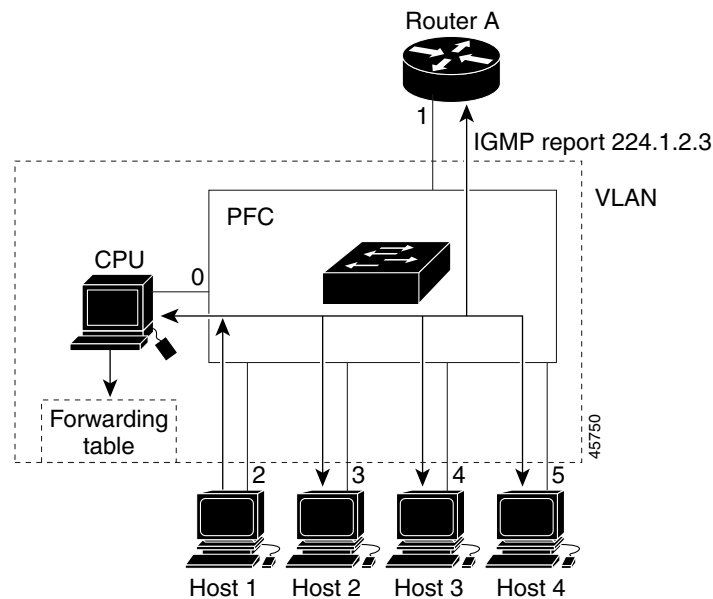 Router A
1
IGMP report 224.1.2.3
VLAN
PFC
CPU
0
Forwarding
table
45750
2
3
4
5
Host 1
Host 2
Host 3
Host 4